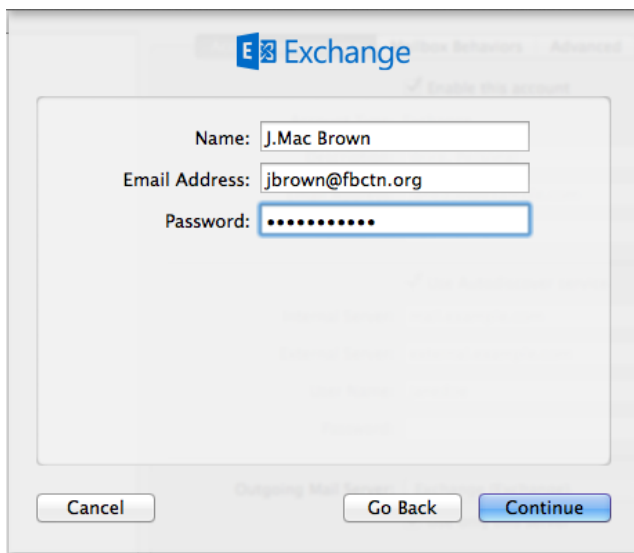 Exchange
Name: J.Mac Brown
Email Address: jbrown@fbctn.org
Password: •••••••••••
Cancel
Go Back
Continue